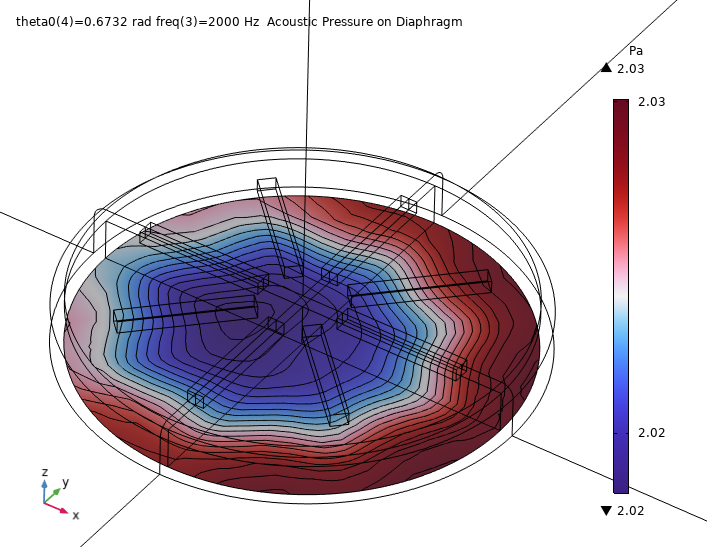 theta0(4)=0.6732 rad freq(3)=2000 Hz  Acoustic Pressure on Diaphragm
Pa
▲ 2.03
2.03
2.02
▼ 2.02
z
y
x